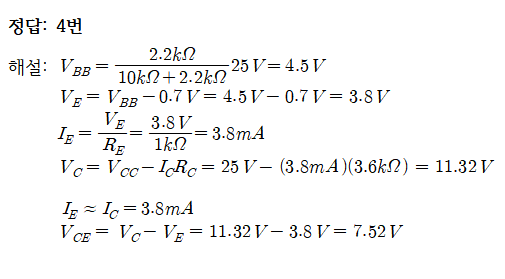 정답: 4번
해설: V_BB = 2.2kΩ / (10kΩ + 2.2kΩ) 25V = 4.5V
V_E = V_BB − 0.7V = 4.5V − 0.7V = 3.8V
I_E = V_E / R_E = 3.8V / 1kΩ = 3.8mA
V_C = V_CC − I_C R_C = 25V − (3.8mA)(3.6kΩ) = 11.32V
I_E ≈ I_C = 3.8mA
V_CE = V_C − V_E = 11.32V − 3.8V = 7.52V